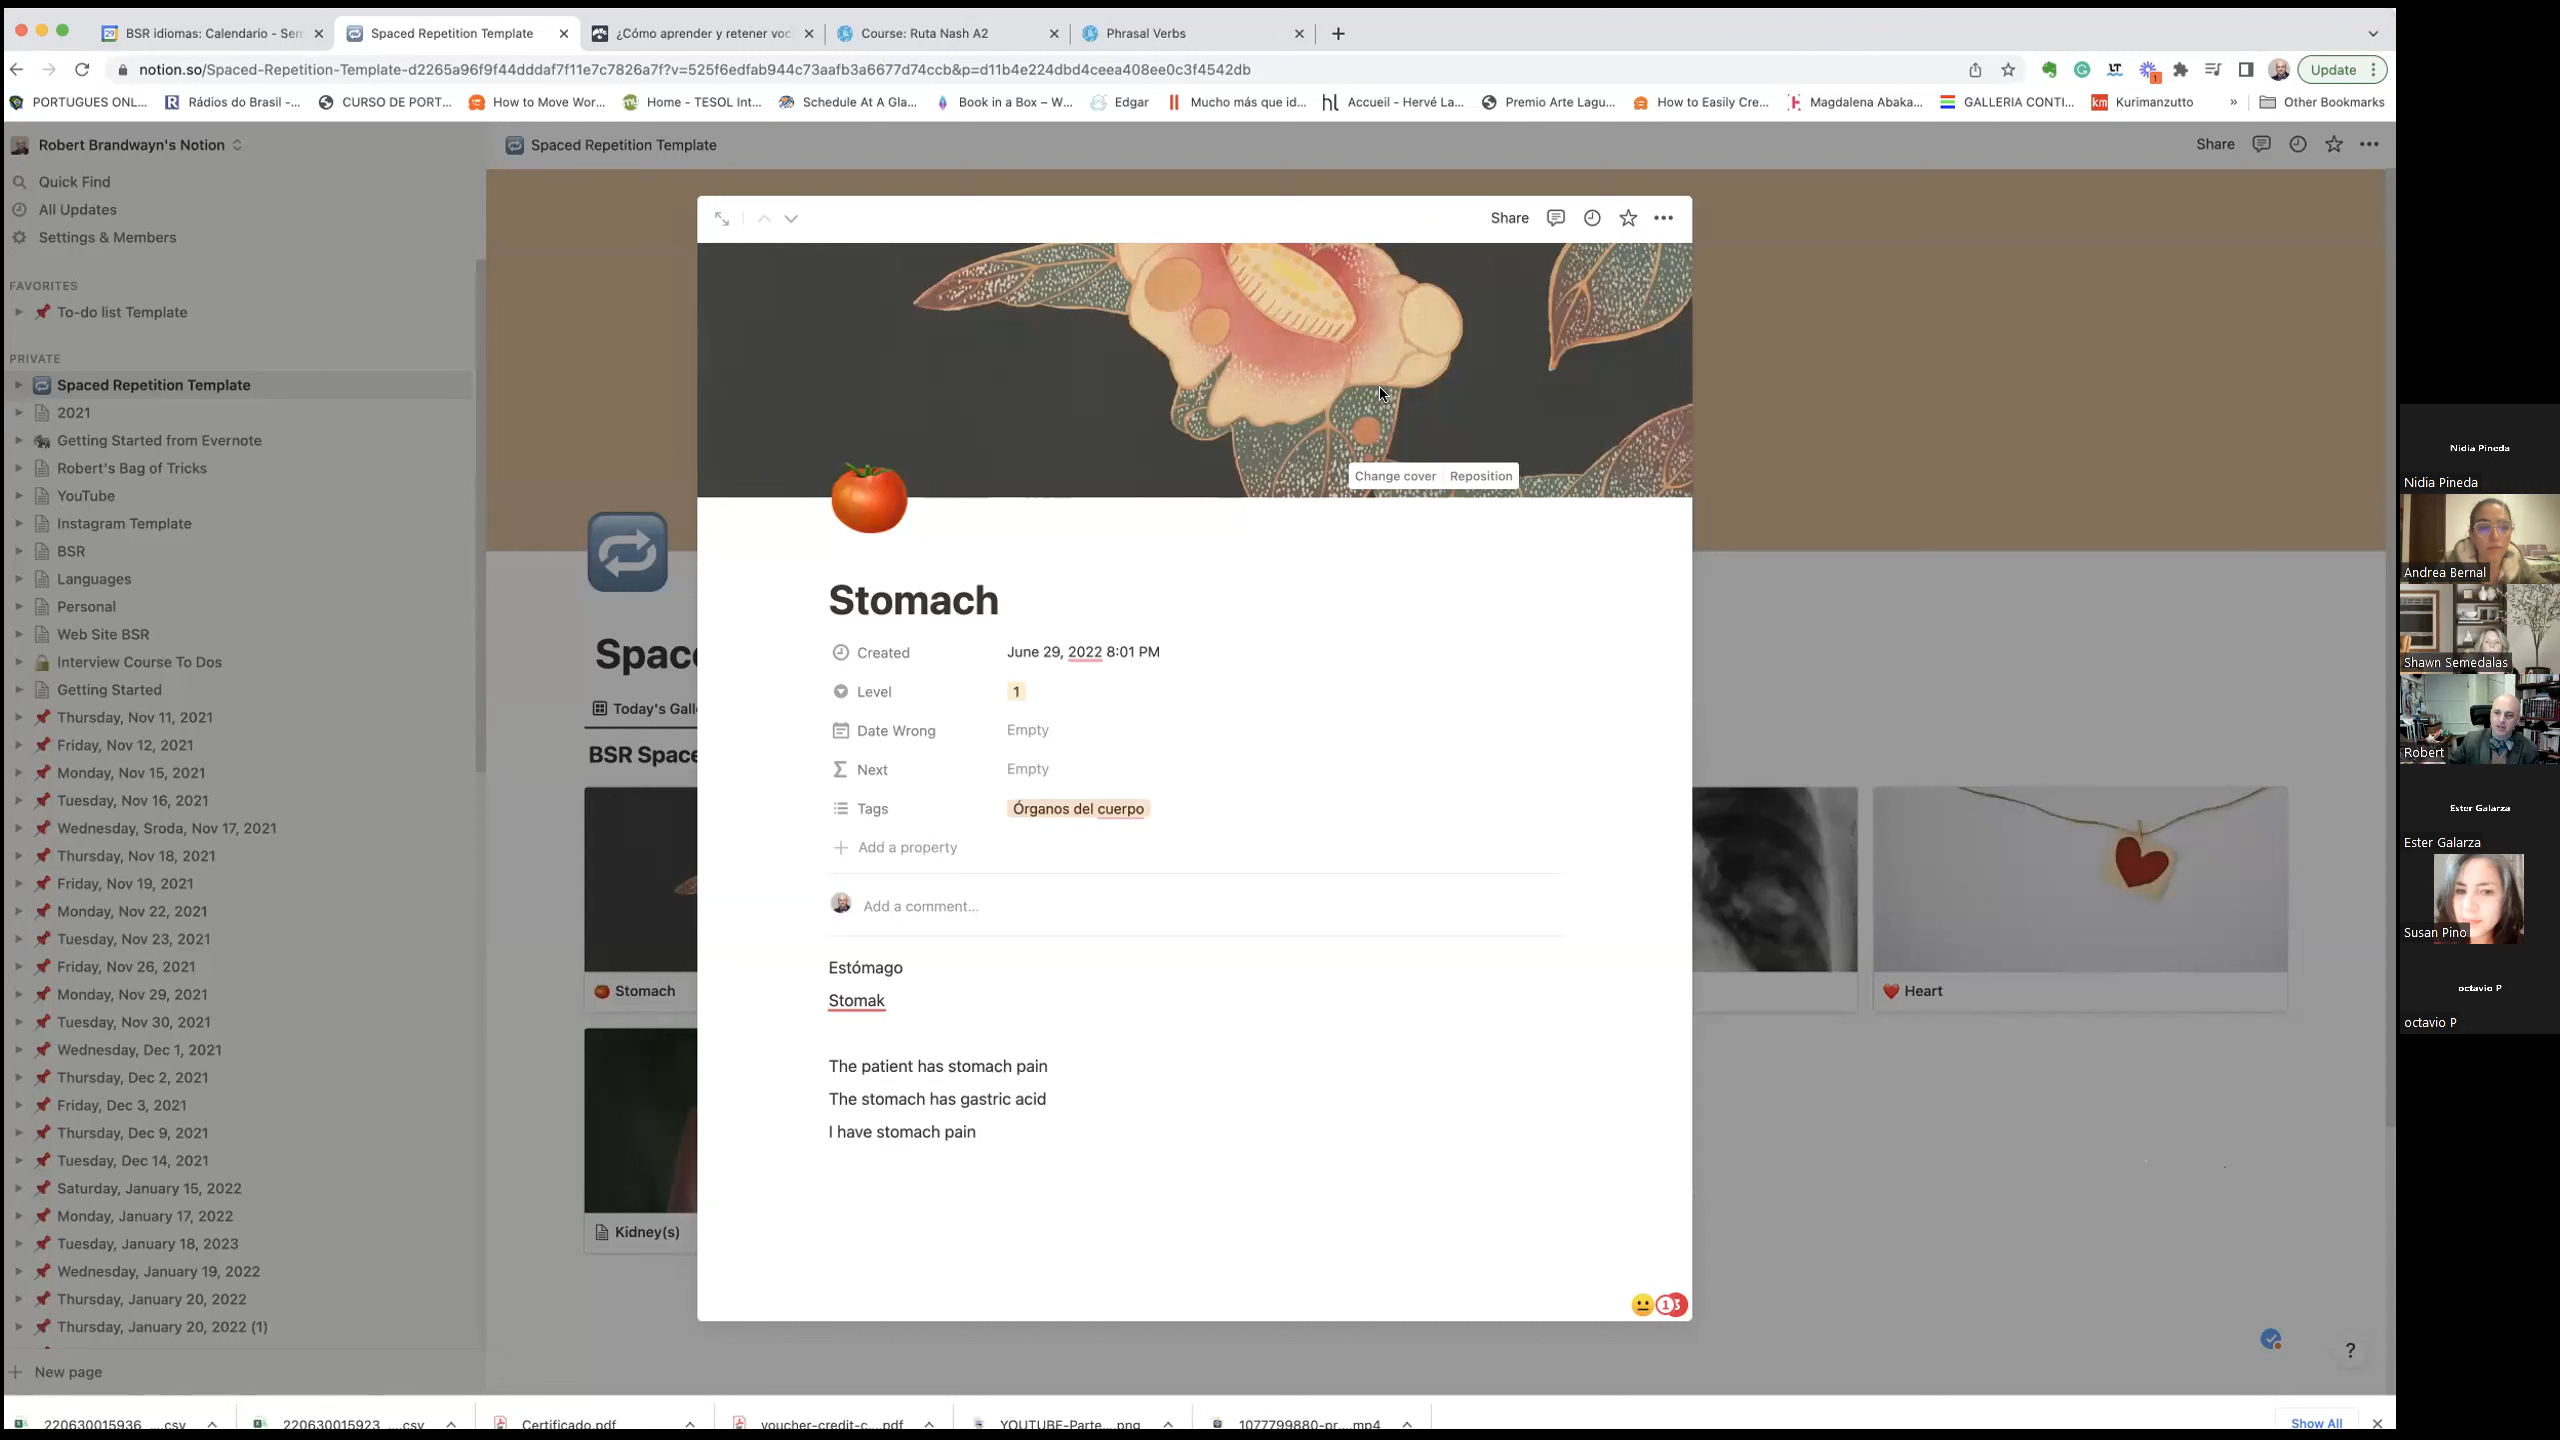 BSR idiomas: Calendario - Sem
Spaced Repetition Template
¿Cómo aprender y retener voc
Course: Ruta Nash A2
Phrasal Verbs
notion.so/Spaced-Repetition-Template-d2265a96f9f44dddaf7f11e7c7826a7f?v=525f6edfab944c73aafb3a6677d74ccb&p=d11b4e224dbd4ceea408ee0c3f4542db
Update
PORTUGUES ONL...
Rádios do Brasil -...
CURSO DE PORT...
How to Move Wor...
Home - TESOL Int...
Schedule At A Gla...
Book in a Box – W...
Edgar
Mucho más que id...
Accueil - Hervé La...
Premio Arte Lagu...
How to Easily Cre...
Magdalena Abaka...
GALLERIA CONTI...
Kurimanzutto
»
Other Bookmarks
Robert Brandwayn's Notion
Quick Find
All Updates
Settings & Members
FAVORITES
To-do list Template
PRIVATE
Spaced Repetition Template
2021
Getting Started from Evernote
Robert's Bag of Tricks
YouTube
Instagram Template
BSR
Languages
Personal
Web Site BSR
Interview Course To Dos
Getting Started
Thursday, Nov 11, 2021
Friday, Nov 12, 2021
Monday, Nov 15, 2021
Tuesday, Nov 16, 2021
Wednesday, Sroda, Nov 17, 2021
Thursday, Nov 18, 2021
Friday, Nov 19, 2021
Monday, Nov 22, 2021
Tuesday, Nov 23, 2021
Friday, Nov 26, 2021
Monday, Nov 29, 2021
Tuesday, Nov 30, 2021
Wednesday, Dec 1, 2021
Thursday, Dec 2, 2021
Friday, Dec 3, 2021
Thursday, Dec 9, 2021
Tuesday, Dec 14, 2021
Saturday, January 15, 2022
Monday, January 17, 2022
Tuesday, January 18, 2023
Wednesday, January 19, 2022
Thursday, January 20, 2022
Thursday, January 20, 2022 (1)
New page
Spaced Repetition Template
Share
Spac
Today's Gall
BSR Space
Stomach
Kidney(s)
Heart
Share
Change cover Reposition
Stomach
Created June 29, 2022 8:01 PM
Level 1
Date Wrong Empty
Next Empty
Tags Órganos del cuerpo
Add a property
Add a comment...
Estómago
Stomak
The patient has stomach pain
The stomach has gastric acid
I have stomach pain
?
Nidia Pineda
Nidia Pineda
Andrea Bernal
Shawn Semedalas
Robert
Ester Galarza
Ester Galarza
Susan Pino
octavio P
octavio P
220630015936_....csv
220630015923_....csv
Certificado.pdf
voucher-credit-c....pdf
YOUTUBE-Parte....png
1077799880-pr....mp4
Show All